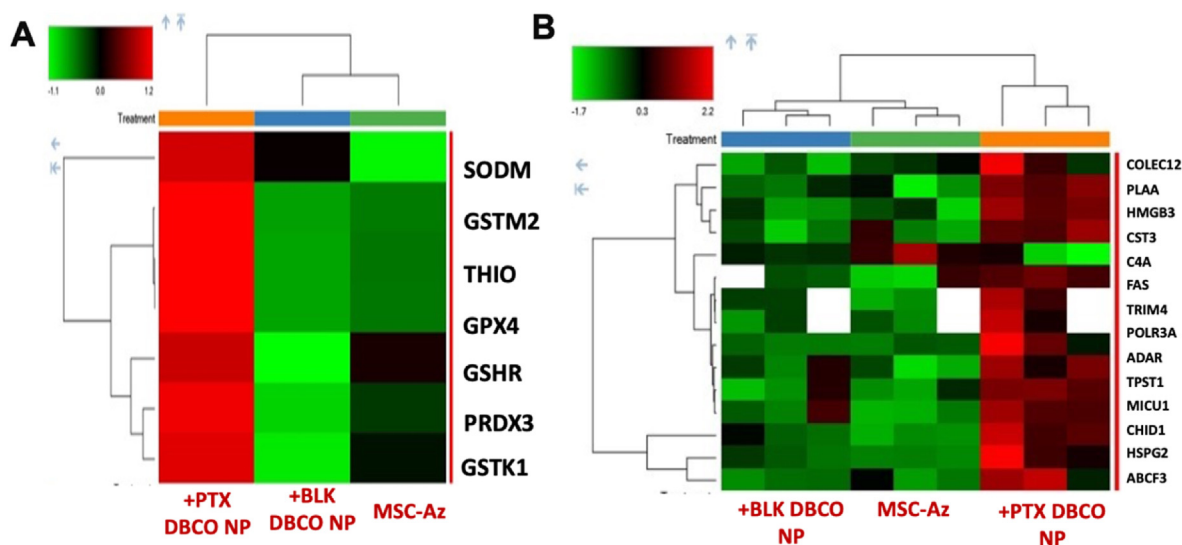 A
-1.1 0.0 1.2
Treatment
SODM
GSTM2
THIO
GPX4
GSHR
PRDX3
GSTK1
+PTX
DBCO NP
+BLK
DBCO NP
MSC-Az
B
-1.7 0.3 2.2
Treatment
COLEC12
PLAA
HMGB3
CST3
C4A
FAS
TRIM4
POLR3A
ADAR
TPST1
MICU1
CHID1
HSPG2
ABCF3
+BLK DBCO
NP
MSC-Az
+PTX DBCO
NP